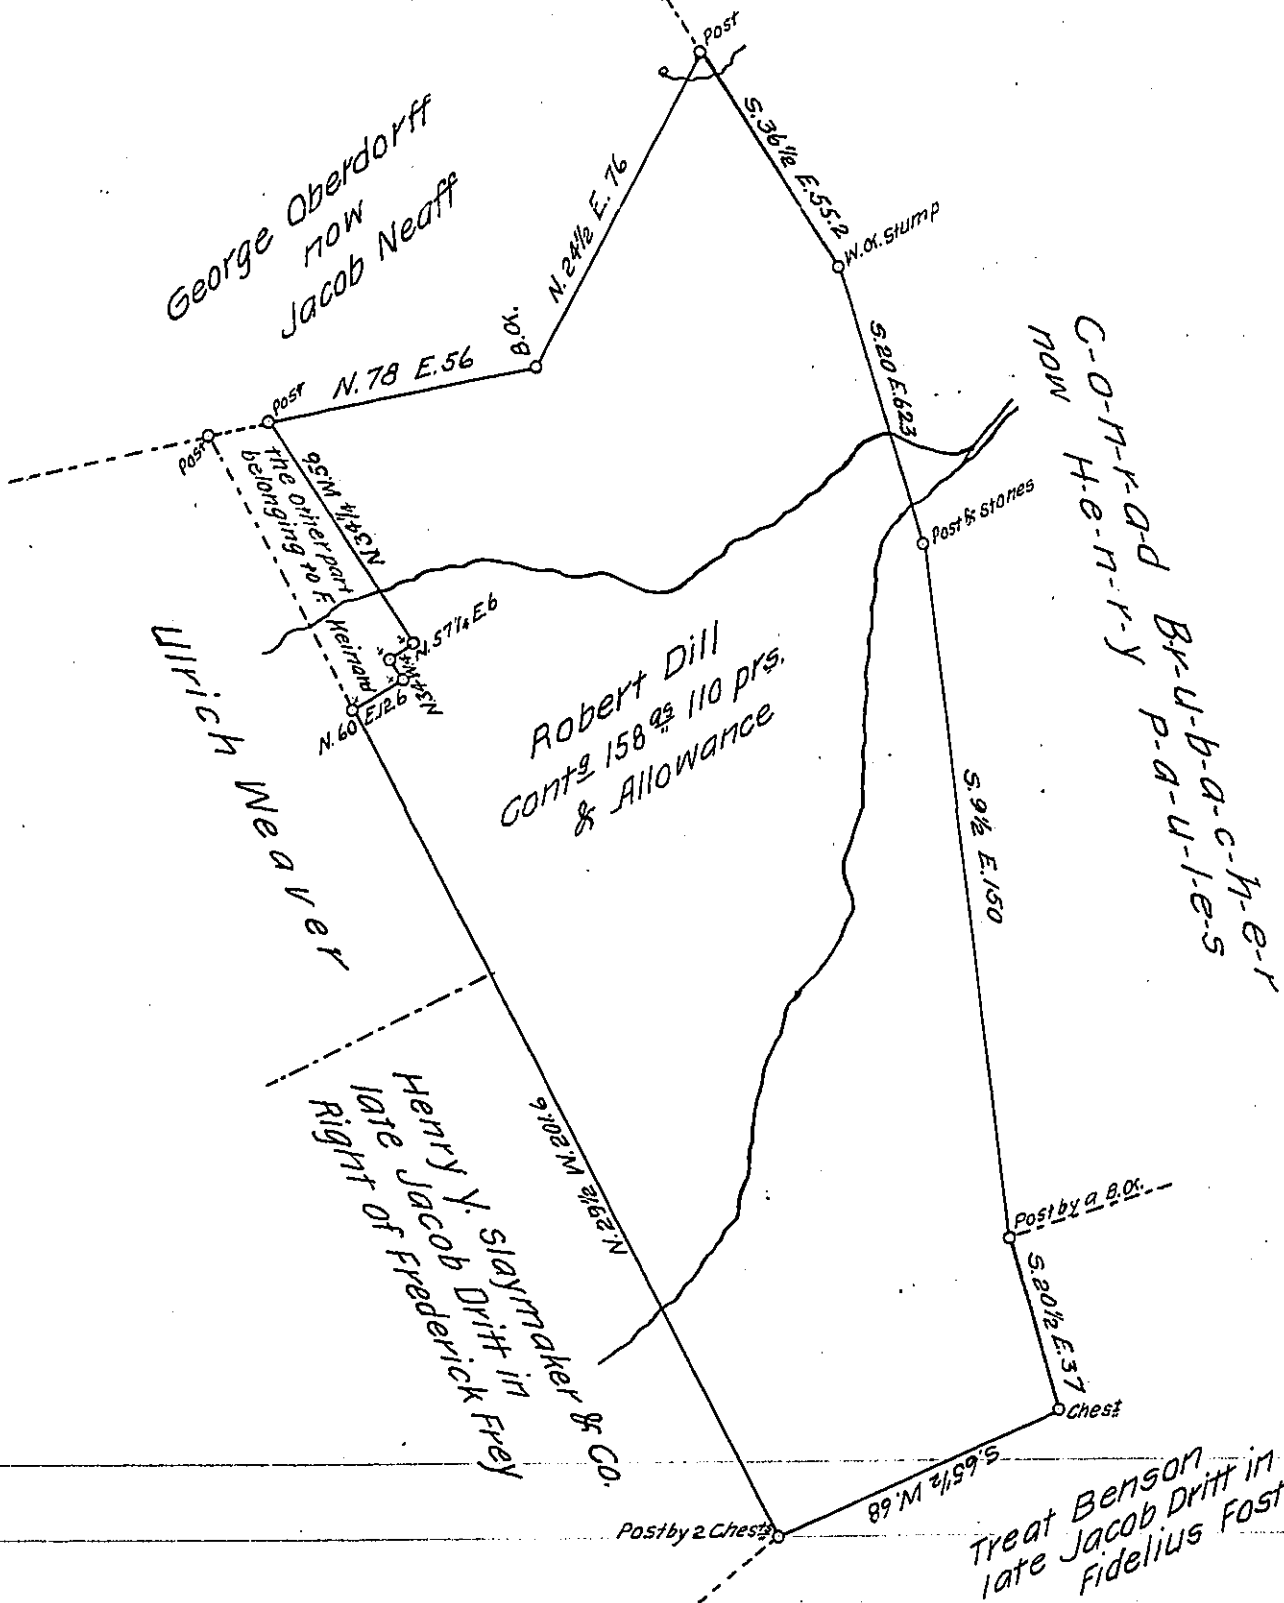 Post
S.36½ E.55.2
George Oberdorff
now
Jacob Neaff
N. 24½ E. 76
W.O. stump
B.O.
N. 78 E. 56
S.20 E.62.3
Post
Post
C-o-n-r-a-d Br-u-b-a-c-h-e-r
now H-e-n-r-y P-a-u-l-e-s
N.34¼ W.56
the other part
belonging to F. Keinard
Post & stones
N.57¼ E.6
N.34 W.4
N. 60 E.12.6
Ulrich Weaver
Robert Dill
Contg 158 as 110 prs.
& Allowance
S.9½ E.150
N.29½ W.201.6
Henry Y. Slaymaker & Co.
late Jacob Dritt in
Right of Frederick Frey
Post by a B.O.
S.20½ E.37
Chest
S.65½ W.68
Post by 2 Chests
Treat Benson
late Jacob Dritt in
Fidelius Fost